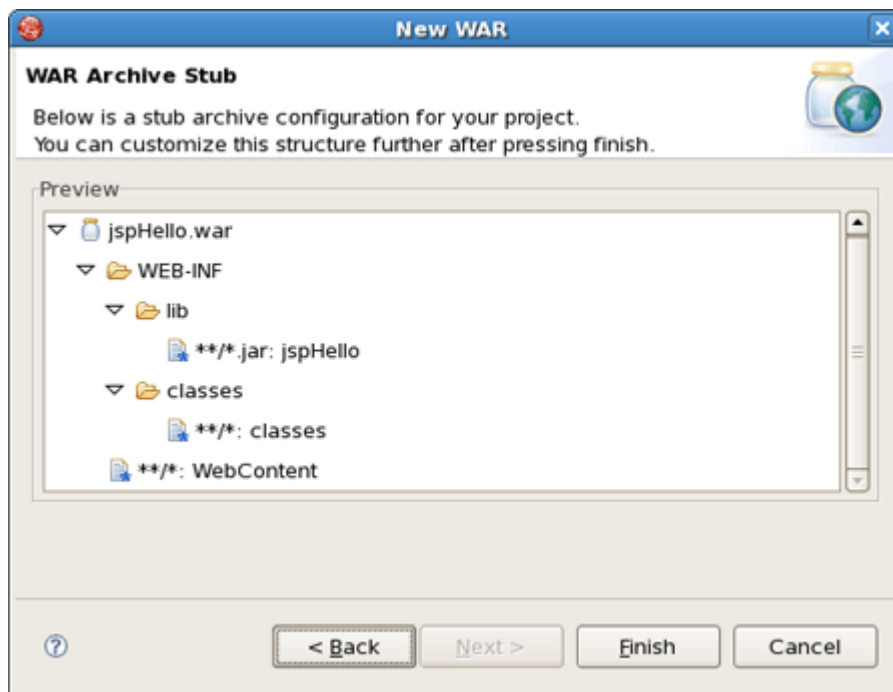 New WAR
WAR Archive Stub
Below is a stub archive configuration for your project.
You can customize this structure further after pressing finish.
Preview
jspHello.war
WEB-INF
lib
**/*.jar: jspHello
classes
**/*: classes
**/*: WebContent
?
< Back
Next >
Finish
Cancel